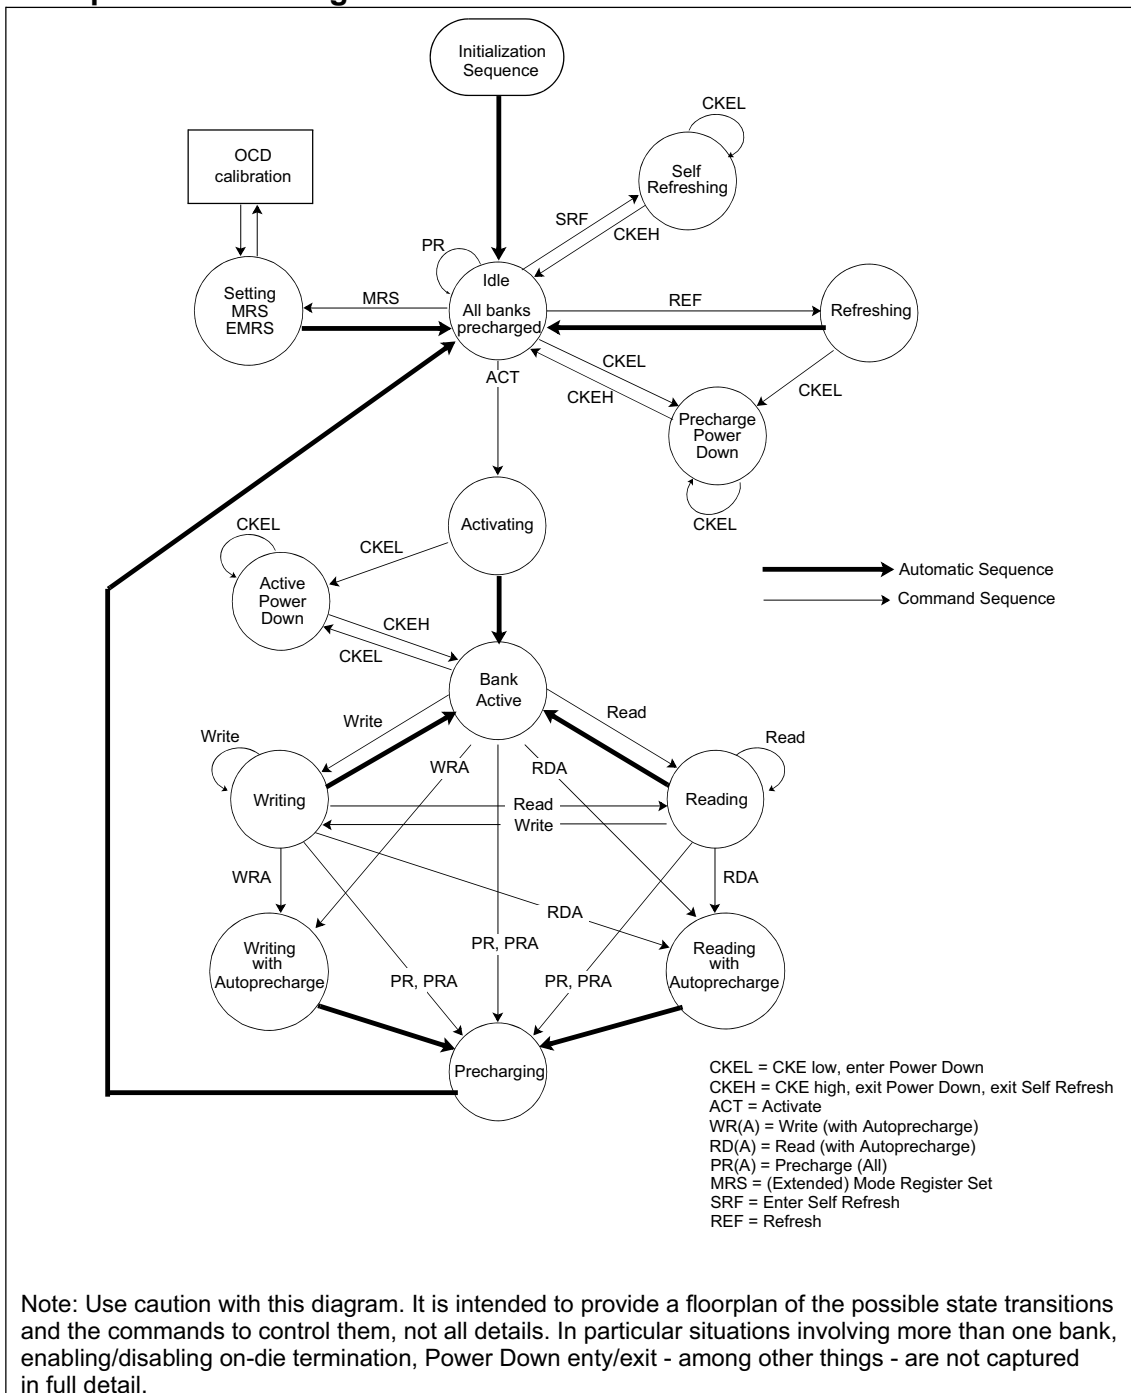 Initialization
Sequence
CKEL
OCD
calibration
Self
Refreshing
SRF
CKEH
PR
Idle
Setting
MRS
EMRS
MRS
All banks
precharged
REF
Refreshing
CKEL
ACT
CKEH
CKEL
Precharge
Power
Down
CKEL
Activating
CKEL
CKEL
Active
Power
Down
Automatic Sequence
Command Sequence
CKEH
CKEL
Bank
Active
Write
Read
Write
Read
WRA
RDA
Writing
Read
Reading
Write
WRA
RDA
RDA
Writing
with
Autoprecharge
PR, PRA
Reading
with
Autoprecharge
PR, PRA
PR, PRA
Precharging
CKEL = CKE low, enter Power Down
CKEH = CKE high, exit Power Down, exit Self Refresh
ACT = Activate
WR(A) = Write (with Autoprecharge)
RD(A) = Read (with Autoprecharge)
PR(A) = Precharge (All)
MRS = (Extended) Mode Register Set
SRF = Enter Self Refresh
REF = Refresh
Note: Use caution with this diagram. It is intended to provide a floorplan of the possible state transitions
and the commands to control them, not all details. In particular situations involving more than one bank,
enabling/disabling on-die termination, Power Down enty/exit - among other things - are not captured
in full detail.